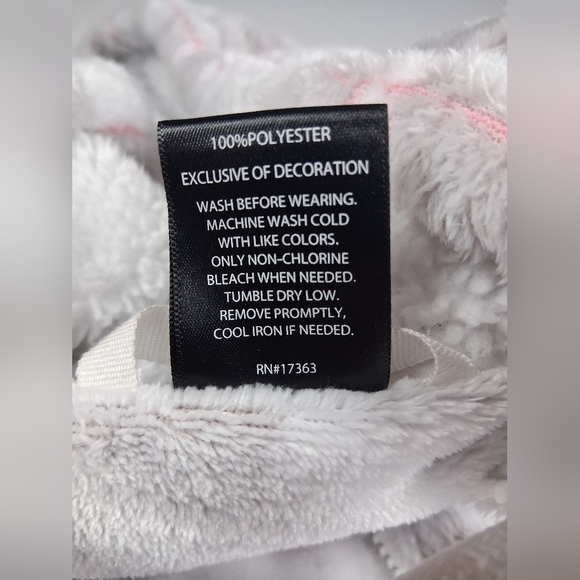 100%POLYESTER
EXCLUSIVE OF DECORATION
WASH BEFORE WEARING.
MACHINE WASH COLD
WITH LIKE COLORS.
ONLY NON-CHLORINE
BLEACH WHEN NEEDED.
TUMBLE DRY LOW.
REMOVE PROMPTLY,
COOL IRON IF NEEDED.
RN#17363